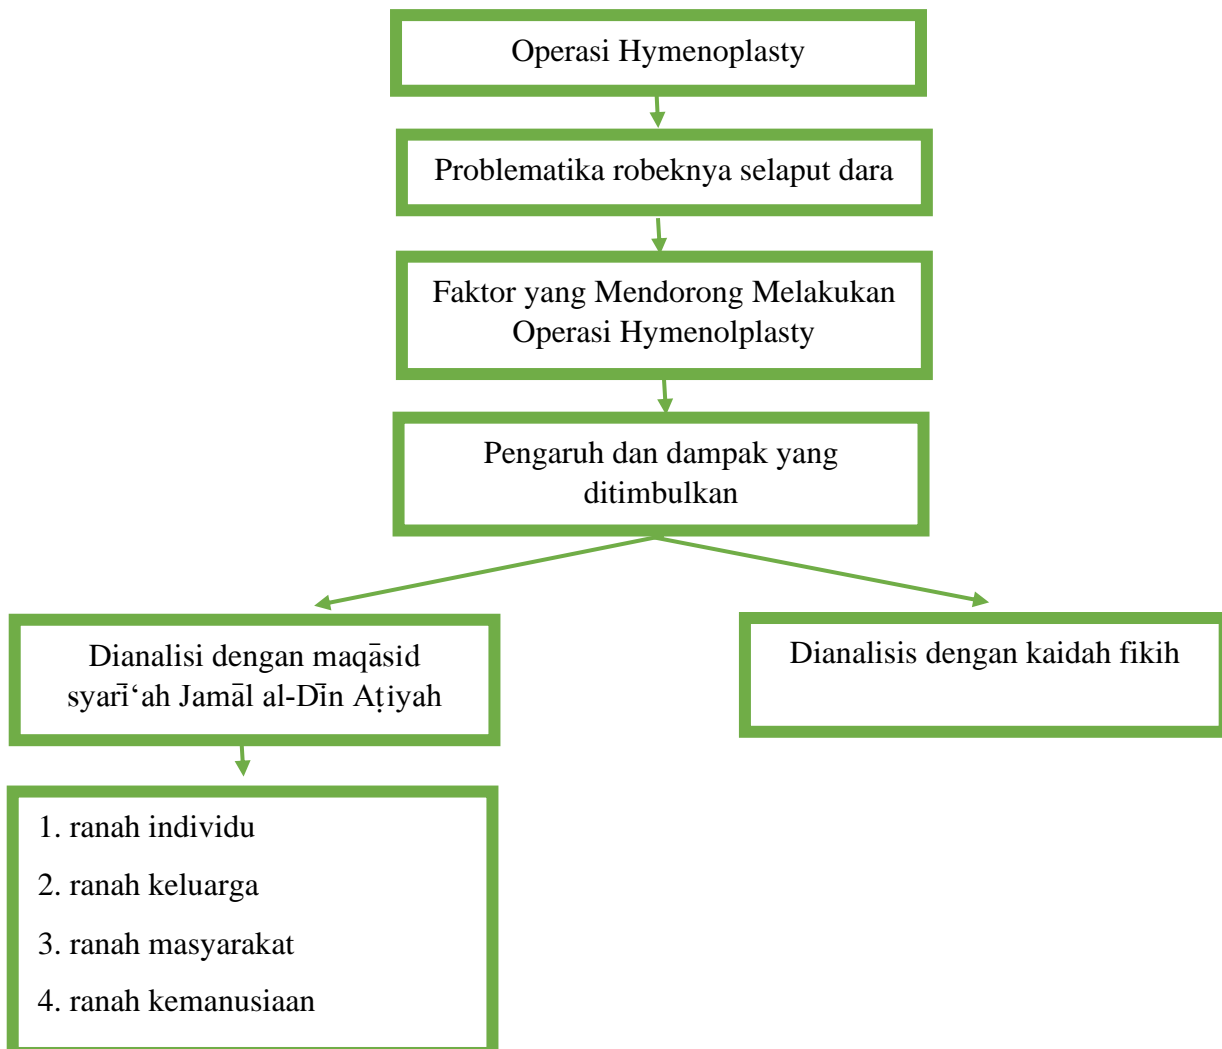 Operasi Hymenoplasty
Problematika robeknya selaput dara
Faktor yang Mendorong Melakukan
Operasi Hymenolplasty
Pengaruh dan dampak yang
ditimbulkan
Dianalisi dengan maqāsid
syarī‘ah Jamāl al-Dīn Aṭiyah
Dianalisis dengan kaidah fikih
1. ranah individu
2. ranah keluarga
3. ranah masyarakat
4. ranah kemanusiaan